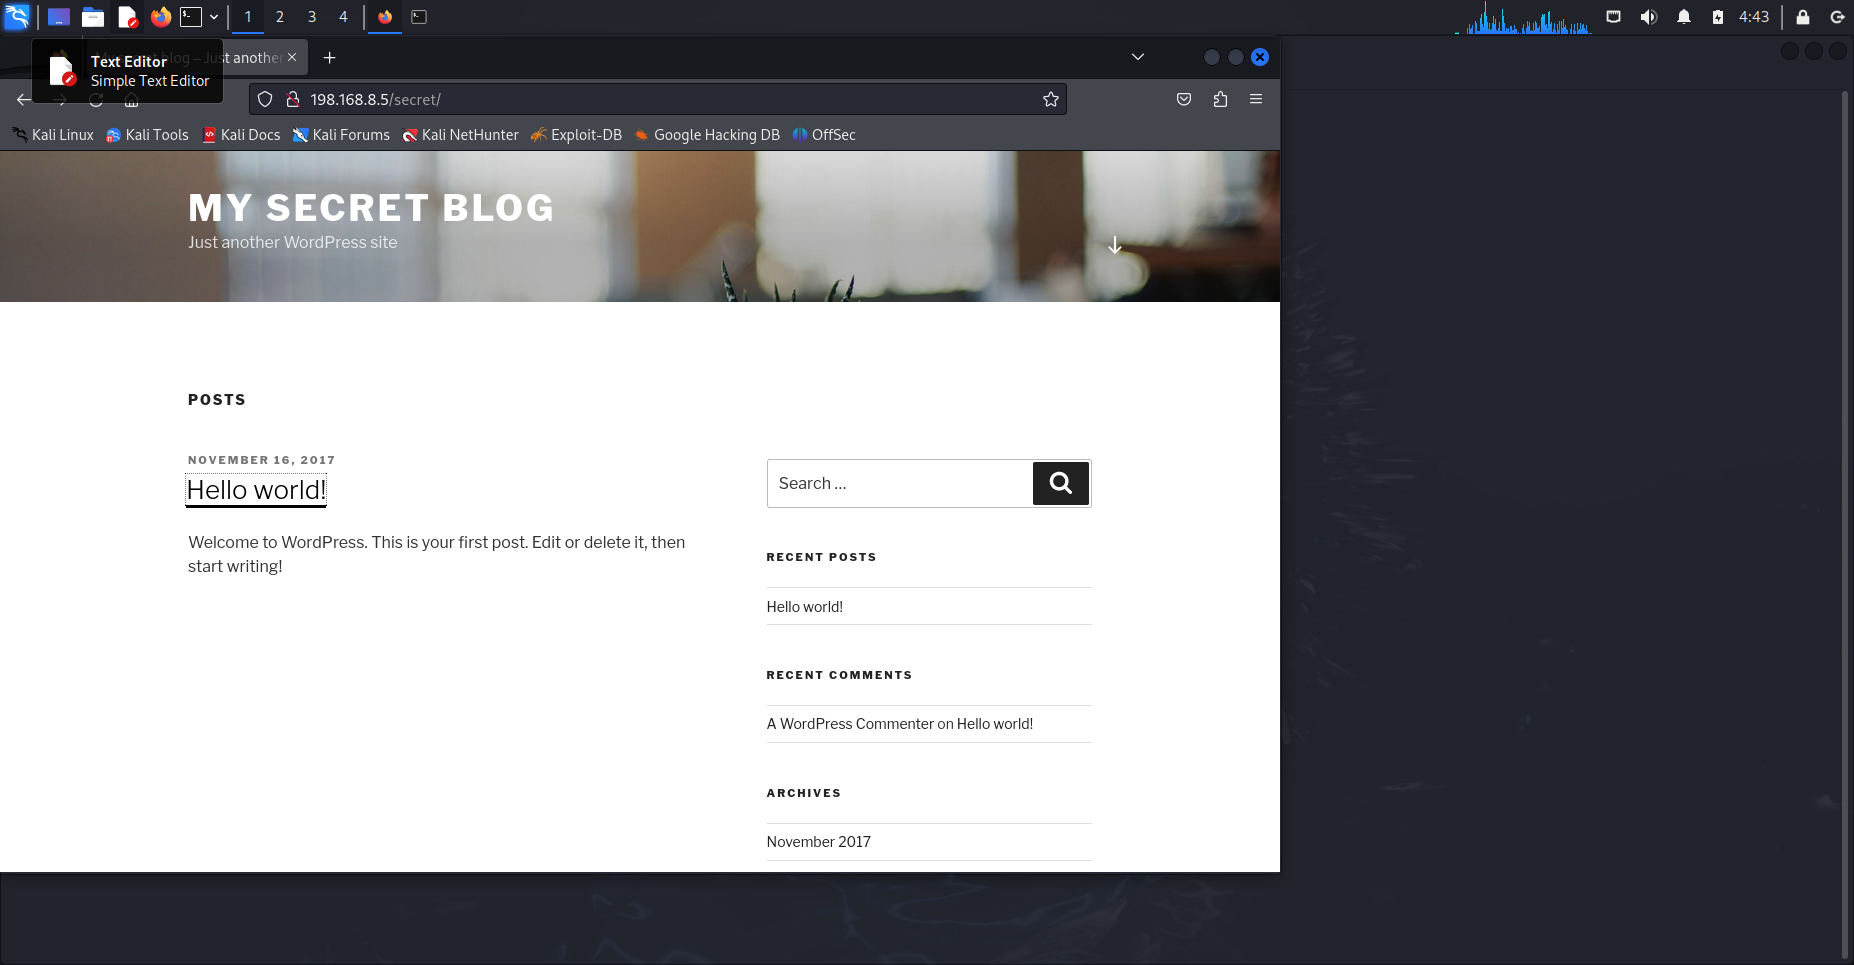 1 2 3 4 4:43
Text Editor
Simple Text Editor
blog — Just another
198.168.8.5/secret/
Kali Linux Kali Tools Kali Docs Kali Forums Kali NetHunter Exploit-DB Google Hacking DB OffSec
MY SECRET BLOG
Just another WordPress site
POSTS
NOVEMBER 16, 2017
Hello world!
Welcome to WordPress. This is your first post. Edit or delete it, then
start writing!
Search …
RECENT POSTS
Hello world!
RECENT COMMENTS
A WordPress Commenter on Hello world!
ARCHIVES
November 2017